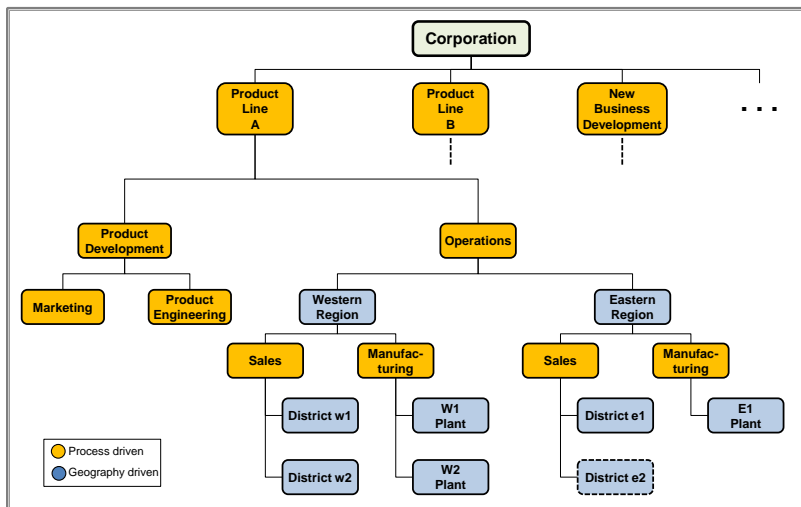 Corporation
Product
Line
A
Product
Line
B
New
Business
Development
. . .
Product
Development
Operations
Marketing
Product
Engineering
Western
Region
Eastern
Region
Sales
Manufac-
turing
Sales
Manufac-
turing
District w1
W1
Plant
District e1
E1
Plant
District w2
W2
Plant
District e2
Process driven
Geography driven